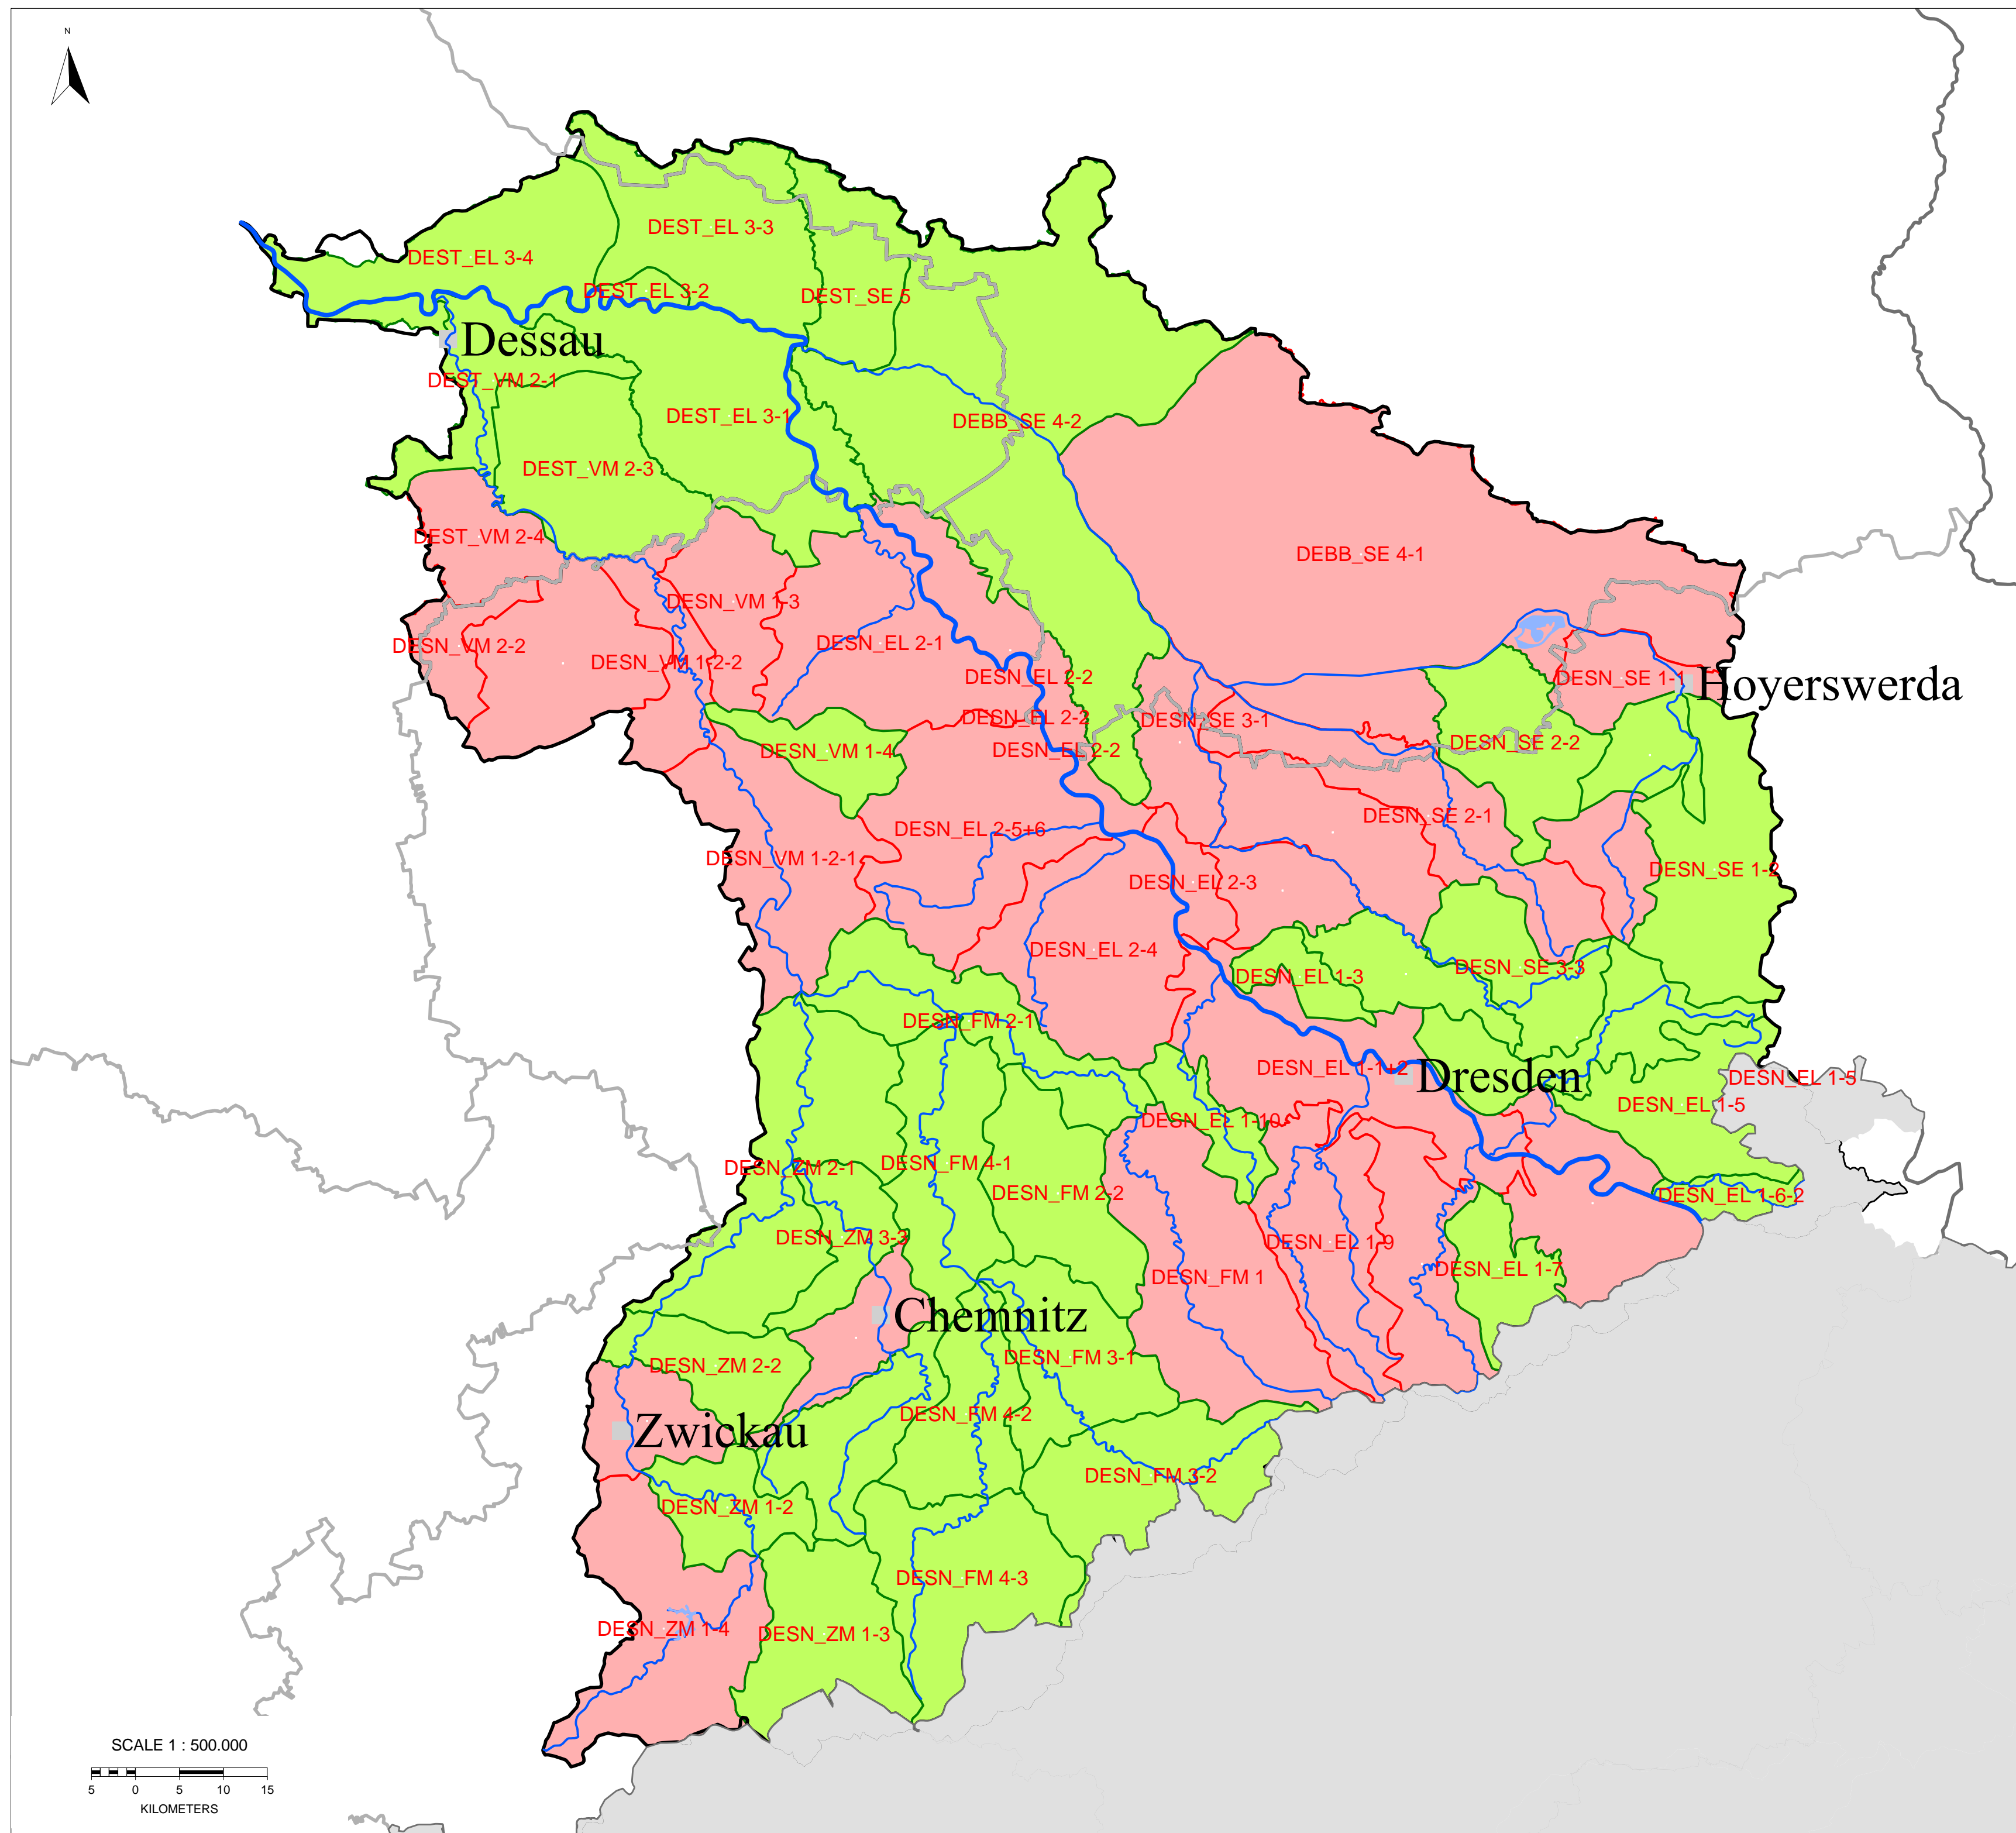 N
DEST_EL 3-3
DEST_EL 3-4
DEST_EL 3-2
DEST_SE 5
Dessau
DEST_VM 2-1
DEST_EL 3-1
DEBB_SE 4-2
DEST_VM 2-3
DEST_VM 2-4
DEBB_SE 4-1
DESN_VM 1-3
DESN_VM 2-2
DESN_EL 2-1
DESN_VM 1-2-2
DESN_EL 2-2
DESN_SE 1-1
Hoyerswerda
DESN_EL 2-2
DESN_SE 3-1
DESN_VM 1-4
DESN_EL 2-2
DESN_SE 2-2
DESN_SE 2-1
DESN_EL 2-5+6
DESN_VM 1-2-1
DESN_SE 1-2
DESN_EL 2-3
DESN_EL 2-4
DESN_SE 3-3
DESN_EL 1-3
DESN_FM 2-1
DESN_EL 1-1+2
Dresden
DESN_EL 1-5
DESN_EL 1-5
DESN_EL 1-10
DESN_ZM 2-1
DESN_FM 4-1
DESN_FM 2-2
DESN_EL 1-6-2
DESN_ZM 3-3
DESN_EL 1-9
DESN_EL 1-7
DESN_FM 1
Chemnitz
DESN_FM 3-1
DESN_ZM 2-2
DESN_FM 4-2
Zwickau
DESN_FM 3-2
DESN_ZM 1-2
DESN_FM 4-3
DESN_ZM 1-4
DESN_ZM 1-3
SCALE 1 : 500.000
5 0 5 10 15
KILOMETERS